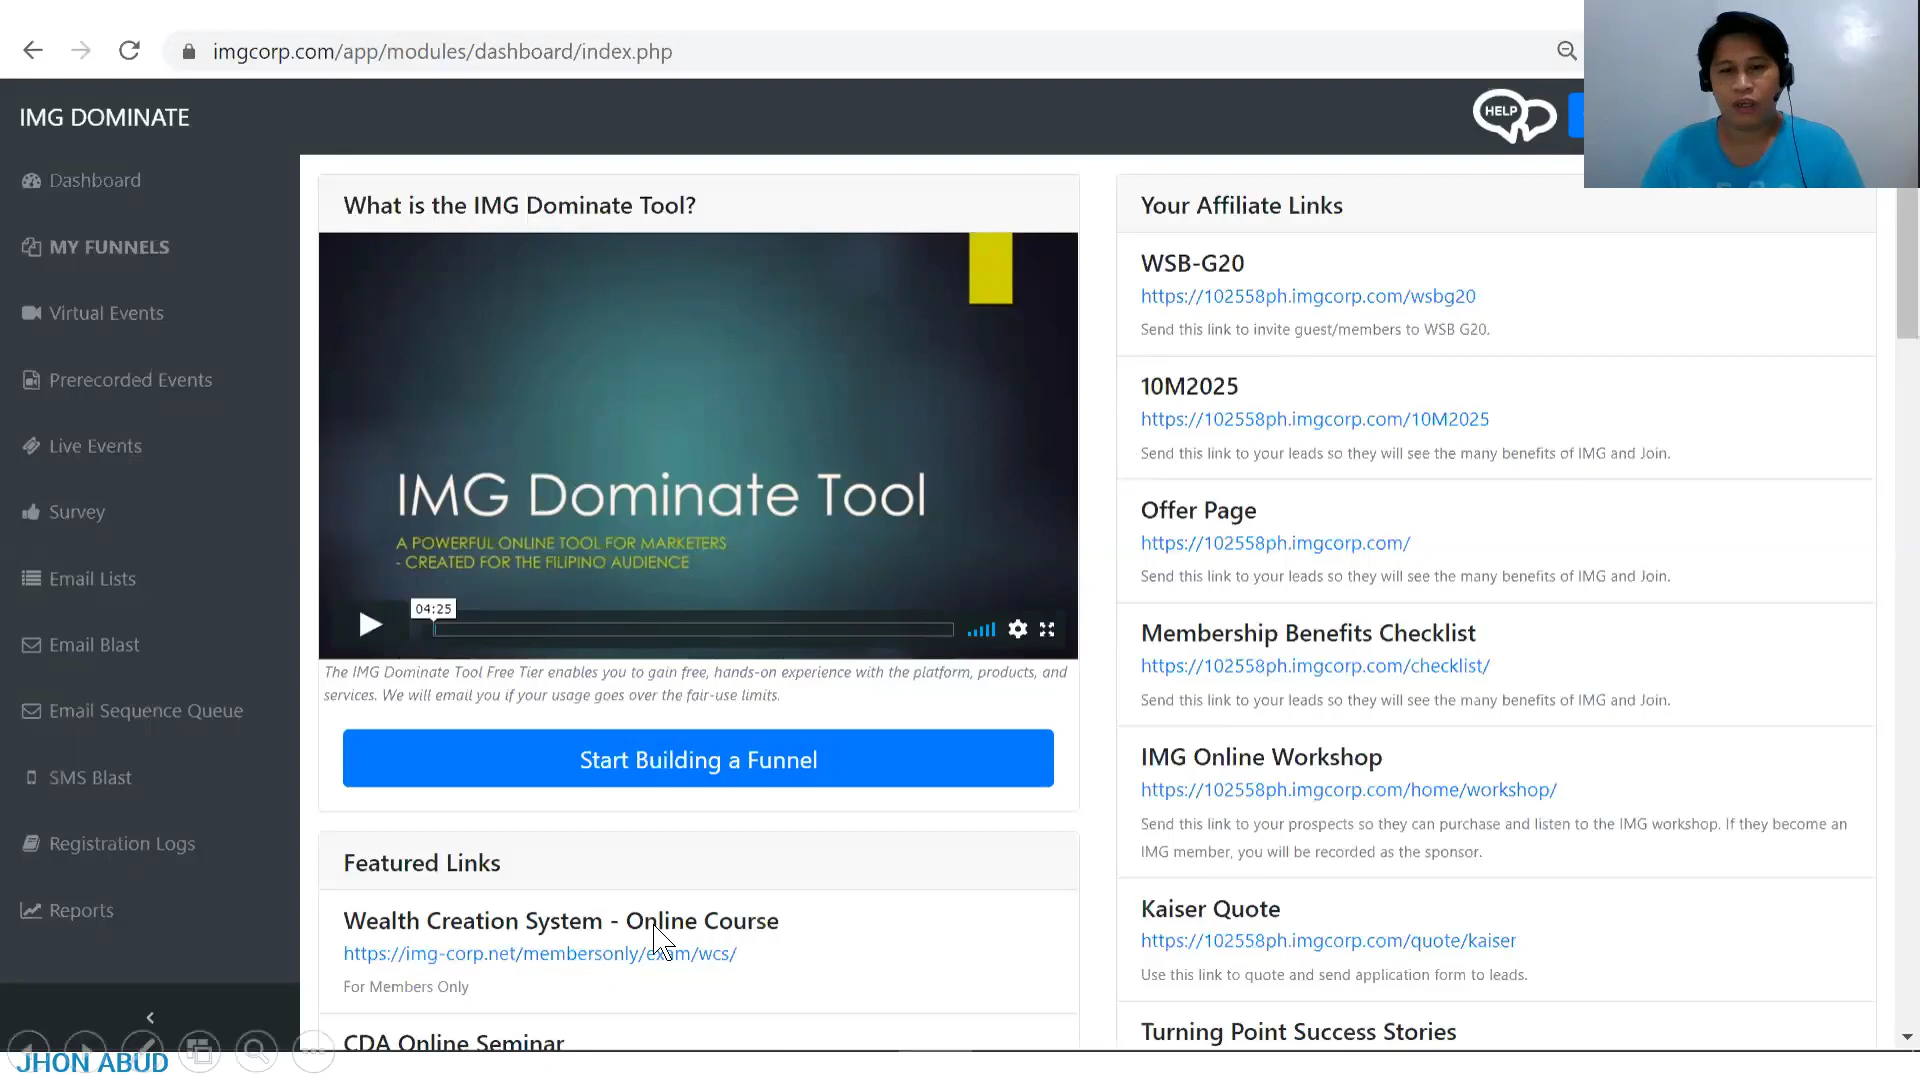 imgcorp.com/app/modules/dashboard/index.php
IMG DOMINATE
HELP
Dashboard
MY FUNNELS
Virtual Events
Prerecorded Events
Live Events
Survey
Email Lists
Email Blast
Email Sequence Queue
SMS Blast
Registration Logs
Reports
What is the IMG Dominate Tool?
IMG Dominate Tool
A POWERFUL ONLINE TOOL FOR MARKETERS
- CREATED FOR THE FILIPINO AUDIENCE
04:25
The IMG Dominate Tool Free Tier enables you to gain free, hands-on experience with the platform, products, and
services. We will email you if your usage goes over the fair-use limits.
Start Building a Funnel
Featured Links
Wealth Creation System - Online Course
https://img-corp.net/membersonly/exam/wcs/
For Members Only
CDA Online Seminar
Your Affiliate Links
WSB-G20
https://102558ph.imgcorp.com/wsbg20
Send this link to invite guest/members to WSB G20.
10M2025
https://102558ph.imgcorp.com/10M2025
Send this link to your leads so they will see the many benefits of IMG and Join.
Offer Page
https://102558ph.imgcorp.com/
Send this link to your leads so they will see the many benefits of IMG and Join.
Membership Benefits Checklist
https://102558ph.imgcorp.com/checklist/
Send this link to your leads so they will see the many benefits of IMG and Join.
IMG Online Workshop
https://102558ph.imgcorp.com/home/workshop/
Send this link to your prospects so they can purchase and listen to the IMG workshop. If they become an
IMG member, you will be recorded as the sponsor.
Kaiser Quote
https://102558ph.imgcorp.com/quote/kaiser
Use this link to quote and send application form to leads.
Turning Point Success Stories
JHON ABUD